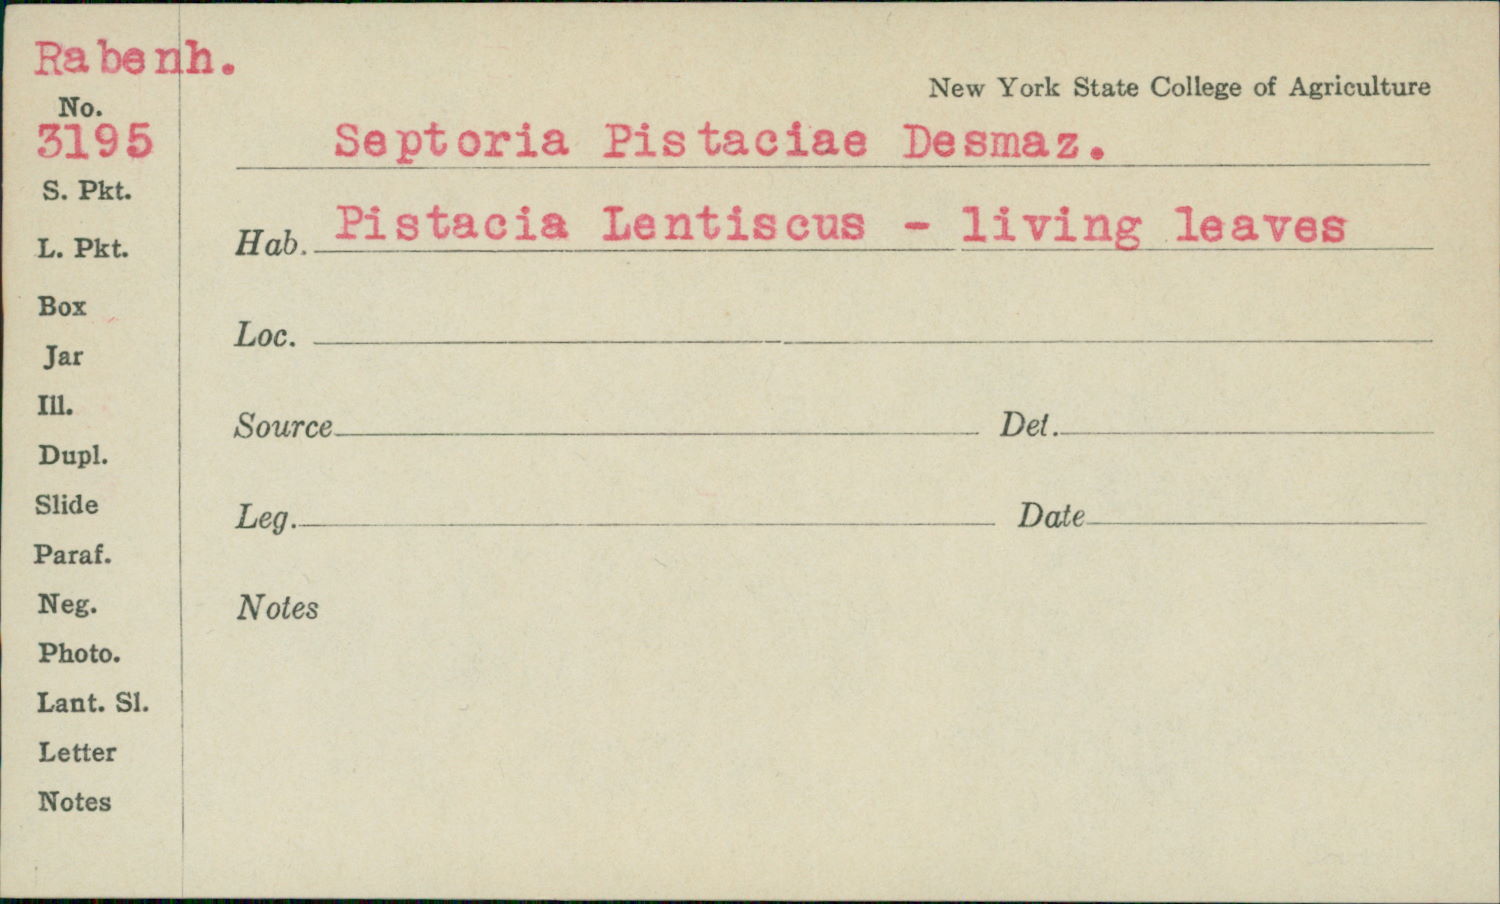 Rabenh.
New York State College of Agriculture
No.
3195
Septoria Pistaciae Desmaz.
S. Pkt.
Hab. Pistacia Lentiscus - living leaves
L. Pkt.
Box
Loc.
Jar
Ill.
Source Det.
Dupl.
Slide
Leg. Date
Paraf.
Neg.
Notes
Photo.
Lant. Sl.
Letter
Notes